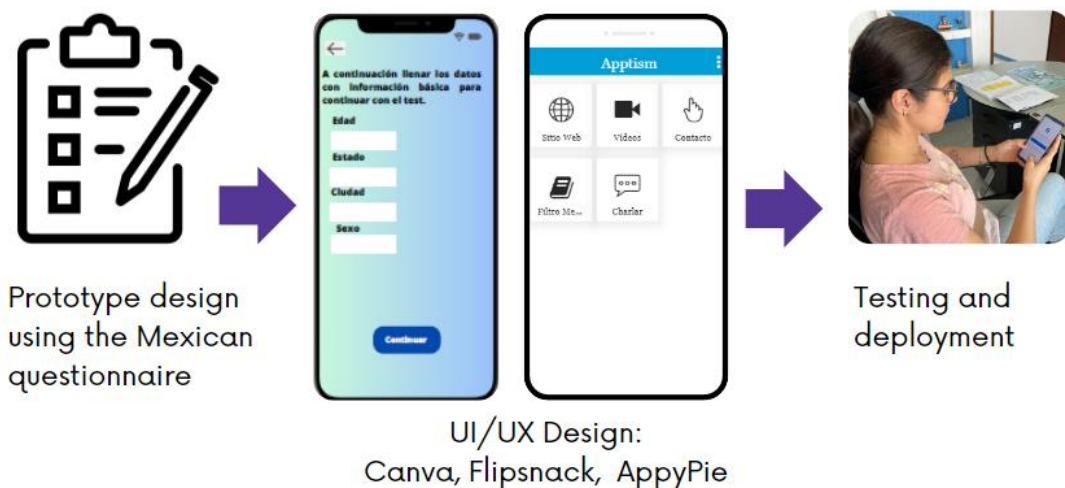 A continuación llenar los datos
con información básica para
continuar con el test.
Edad
Estado
Ciudad
Sexo
Continuar
Apptism
Sitio Web
Videos
Contacto
Filtro Me...
Charlar
Prototype design
using the Mexican
questionnaire
UI/UX Design:
Canva, Flipsnack, AppyPie
Testing and
deployment